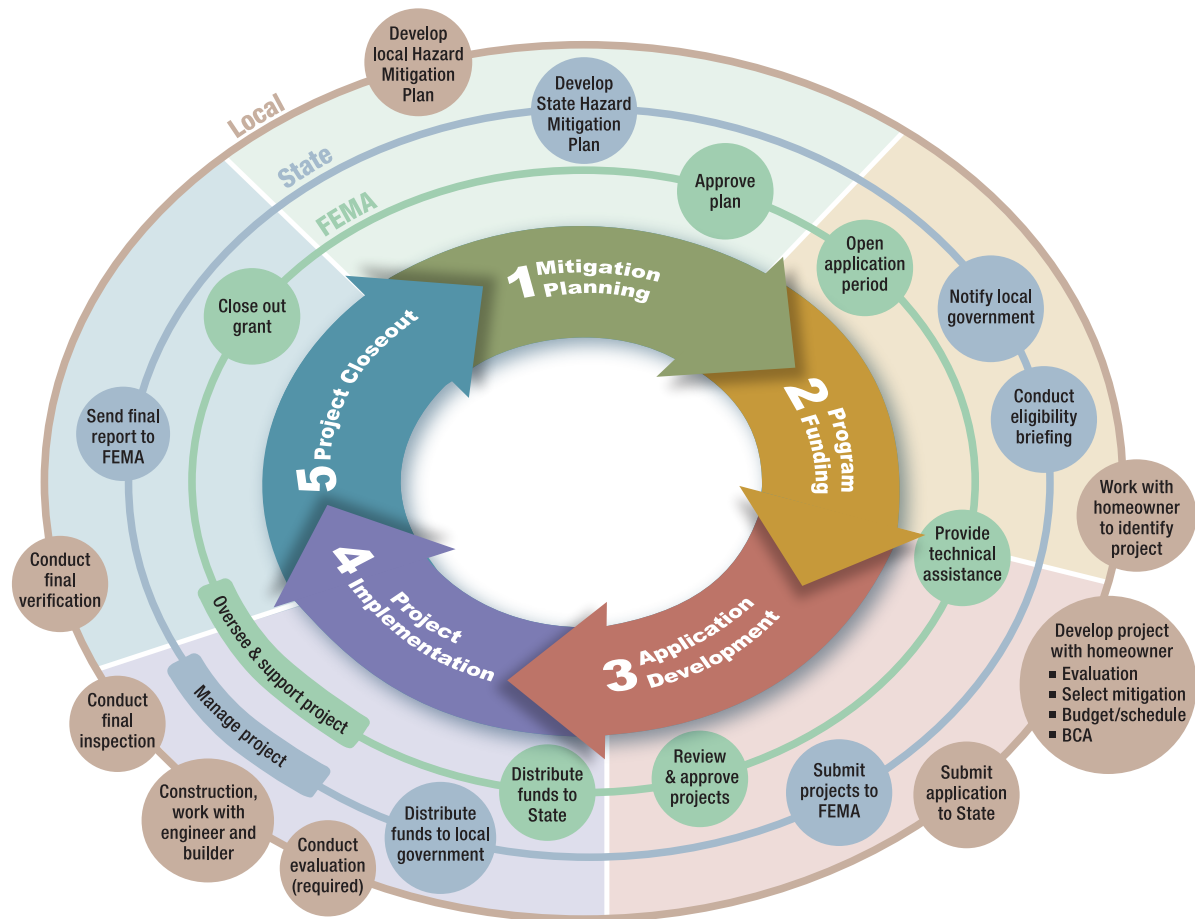 Develop
local Hazard
Mitigation
Plan
Develop
State Hazard
Mitigation
Plan
Local
State
FEMA
Approve
plan
Open
application
period
Notify local
government
Conduct
eligibility
briefing
Work with
homeowner
to identify
project
Provide
technical
assistance
Develop project
with homeowner
▪ Evaluation
▪ Select mitigation
▪ Budget/schedule
▪ BCA
Submit
application
to State
Submit
projects to
FEMA
Review
& approve
projects
Distribute
funds to
State
Distribute
funds to local
government
Conduct
evaluation
(required)
Construction,
work with
engineer and
builder
Conduct
final
inspection
Manage project
Oversee & support project
Conduct
final
verification
Send final
report to
FEMA
Close out
grant
1 Mitigation
Planning
2 Program
Funding
3 Application
Development
4 Project
Implementation
5 Project Closeout